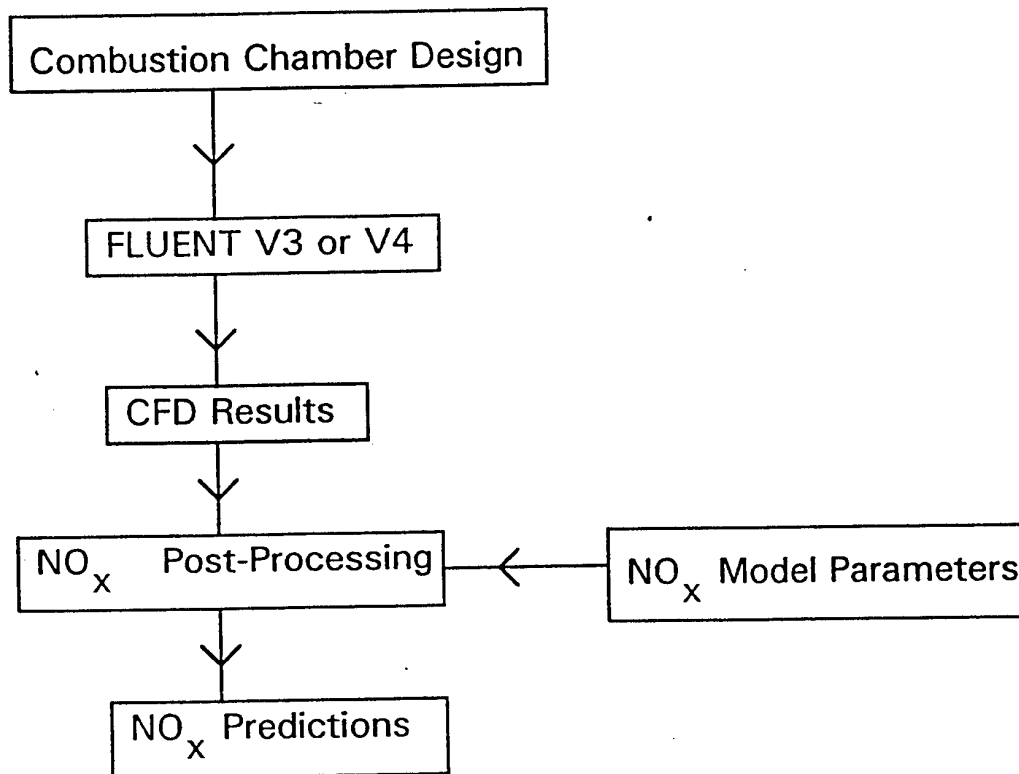 Combustion Chamber Design
FLUENT V3 or V4
CFD Results
NOx Post-Processing
NOx Model Parameters
NOx Predictions